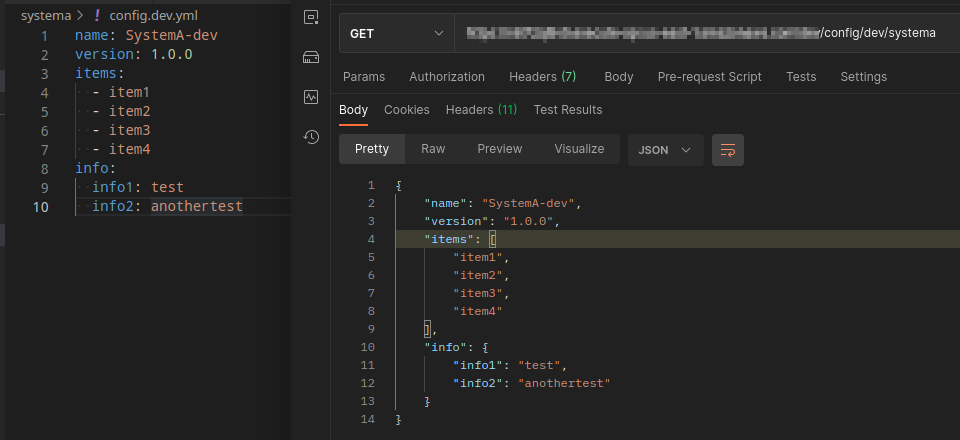 systema > ! config.dev.yml
1 name: SystemA-dev
2 version: 1.0.0
3 items:
4 - item1
5 - item2
6 - item3
7 - item4
8 info:
9 info1: test
10 info2: anothertest
GET /config/dev/systema
Params Authorization Headers (7) Body Pre-request Script Tests Settings
Body Cookies Headers (11) Test Results
Pretty Raw Preview Visualize JSON
1 {
2 "name": "SystemA-dev",
3 "version": "1.0.0",
4 "items": [
5 "item1",
6 "item2",
7 "item3",
8 "item4"
9 ],
10 "info": {
11 "info1": "test",
12 "info2": "anothertest"
13 }
14 }